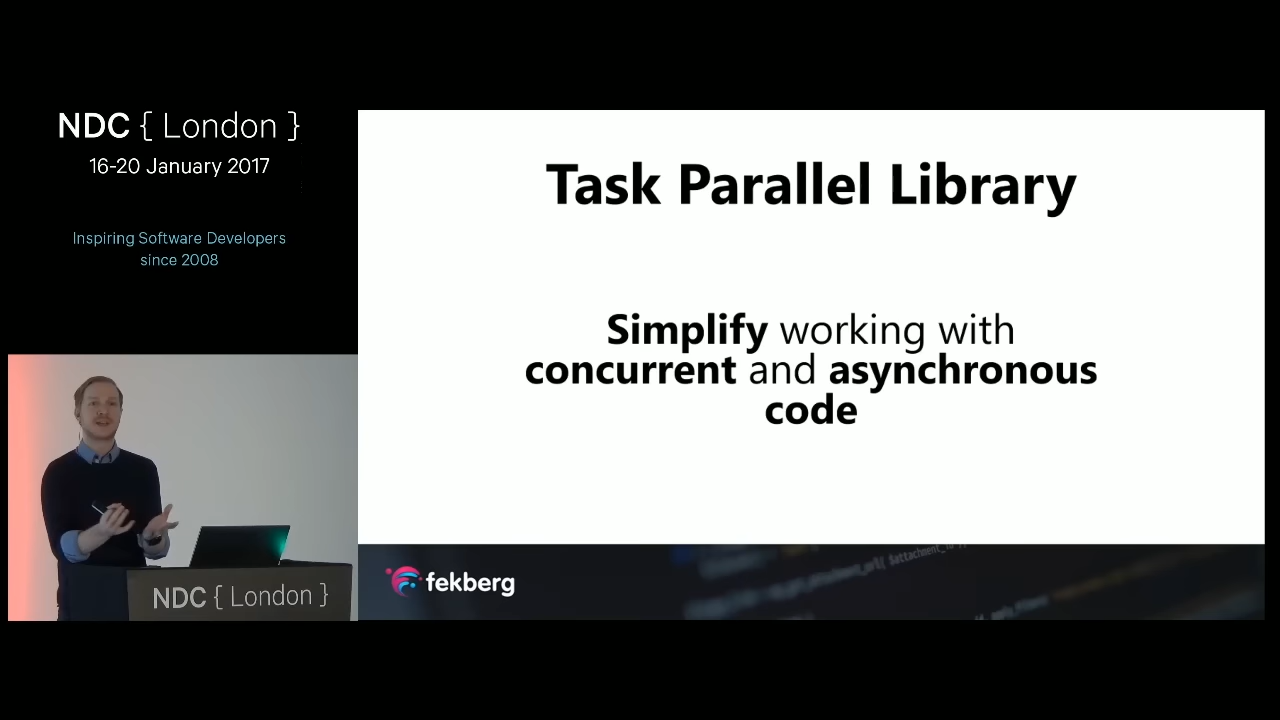 NDC { London }
16-20 January 2017
Inspiring Software Developers
since 2008
Task Parallel Library
Simplify working with
concurrent and asynchronous
code
fekberg
NDC { London }